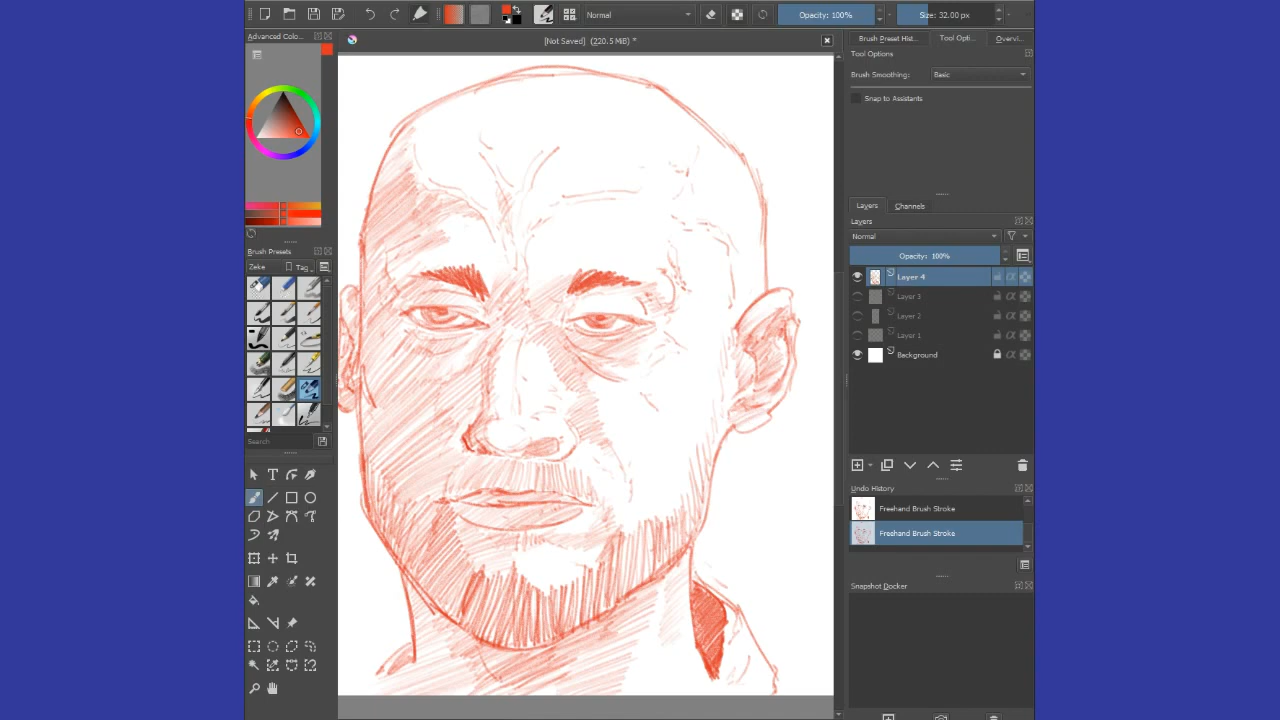 Normal
Opacity: 100%
Size: 32.00 px
Advanced Colo...
[Not Saved] (220.5 MiB) *
Brush Preset Hist...
Tool Opti...
Overvi...
Tool Options
Brush Smoothing:
Basic
Snap to Assistants
Layers
Channels
Layers
Normal
Opacity: 100%
Layer 4
Layer 3
Layer 2
Layer 1
Background
Undo History
Freehand Brush Stroke
Freehand Brush Stroke
Snapshot Docker
Brush Presets
Zeke
Tag
Search